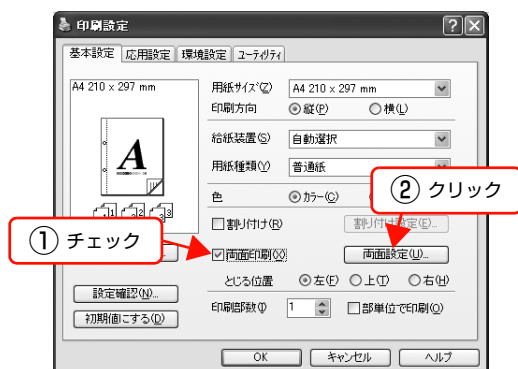 印刷設定
基本設定 応用設定 環境設定 ユーティリティ
A4 210 x 297 mm
用紙サイズ(Z) A4 210 x 297 mm
印刷方向 縦(P) 横(L)
給紙装置(S) 自動選択
用紙種類(Y) 普通紙
色 カラー(C)
② クリック
割り付け(R) 割り付け設定(E)...
① チェック
両面印刷(X) 両面設定(U)...
とじる位置 左(F) 上(T) 右(H)
設定確認(N)...
印刷部数(I) 1 部単位で印刷(O)
初期値にする(D)
OK キャンセル ヘルプ